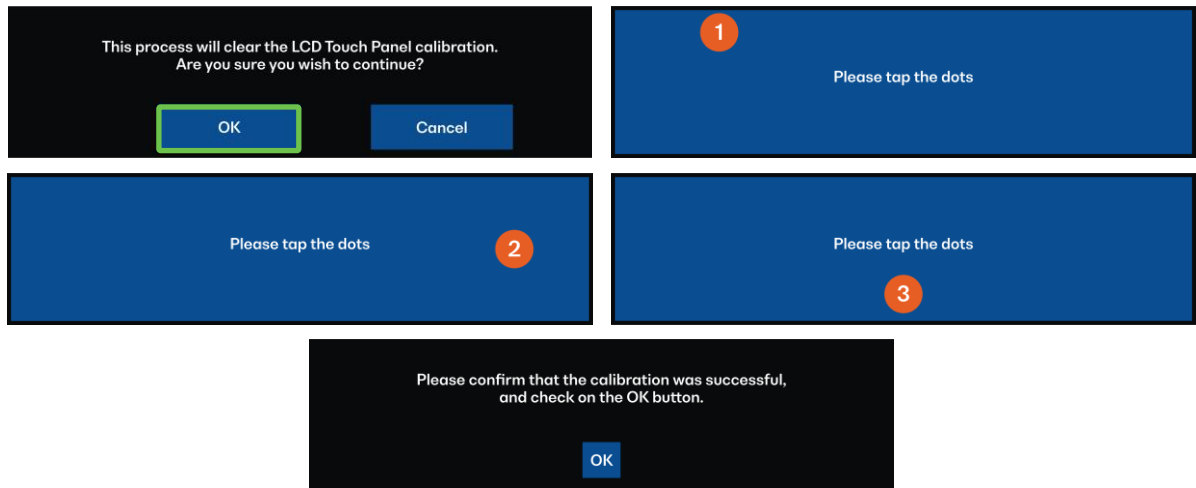 This process will clear the LCD Touch Panel calibration.
Are you sure you wish to continue?
OK
Cancel
1
Please tap the dots
Please tap the dots
2
Please tap the dots
3
Please confirm that the calibration was successful,
and check on the OK button.
OK